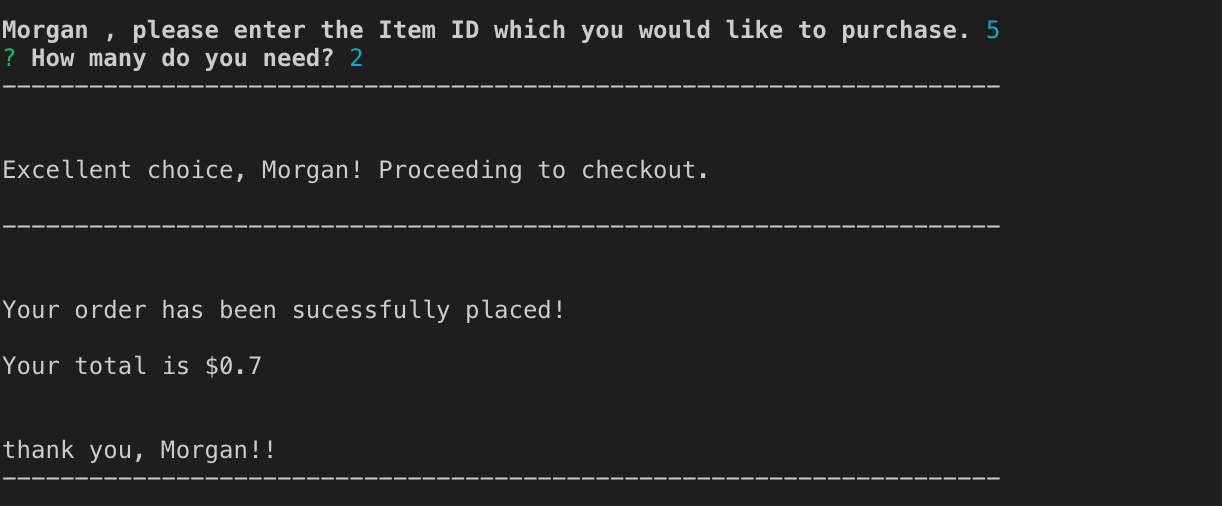 Morgan , please enter the Item ID which you would like to purchase. 5
? How many do you need? 2
---------------------------------------------------------------------
Excellent choice, Morgan! Proceeding to checkout.
---------------------------------------------------------------------
Your order has been sucessfully placed!
Your total is $0.7
thank you, Morgan!!
---------------------------------------------------------------------